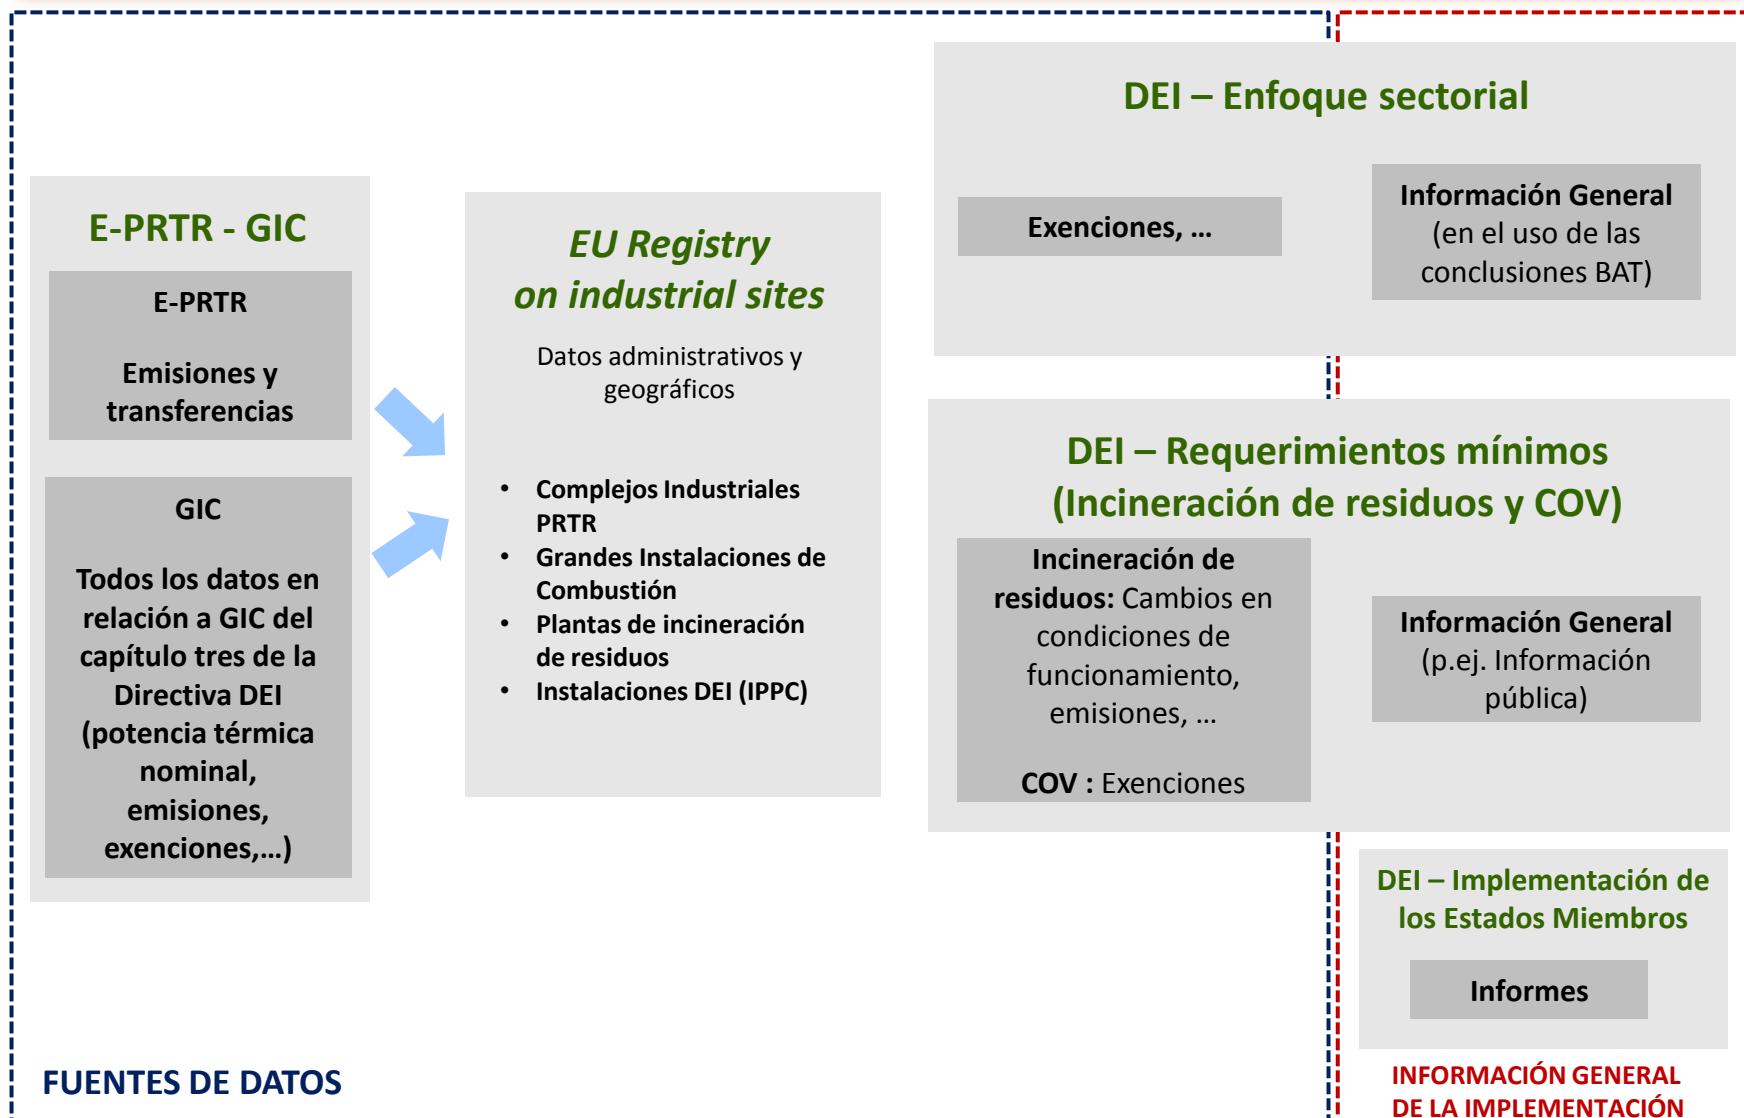 E-PRTR - GIC
E-PRTR
Emisiones y
transferencias
GIC
Todos los datos en
relación a GIC del
capítulo tres de la
Directiva DEI
(potencia térmica
nominal,
emisiones,
exenciones,...)
EU Registry
on industrial sites
Datos administrativos y
geográficos
• Complejos Industriales
PRTR
• Grandes Instalaciones de
Combustión
• Plantas de incineración
de residuos
• Instalaciones DEI (IPPC)
DEI – Enfoque sectorial
Exenciones, ...
Información General
(en el uso de las
conclusiones BAT)
DEI – Requerimientos mínimos
(Incineración de residuos y COV)
Incineración de
residuos: Cambios en
condiciones de
funcionamiento,
emisiones, ...
COV : Exenciones
Información General
(p.ej. Información
pública)
DEI – Implementación de
los Estados Miembros
Informes
FUENTES DE DATOS
INFORMACIÓN GENERAL
DE LA IMPLEMENTACIÓN